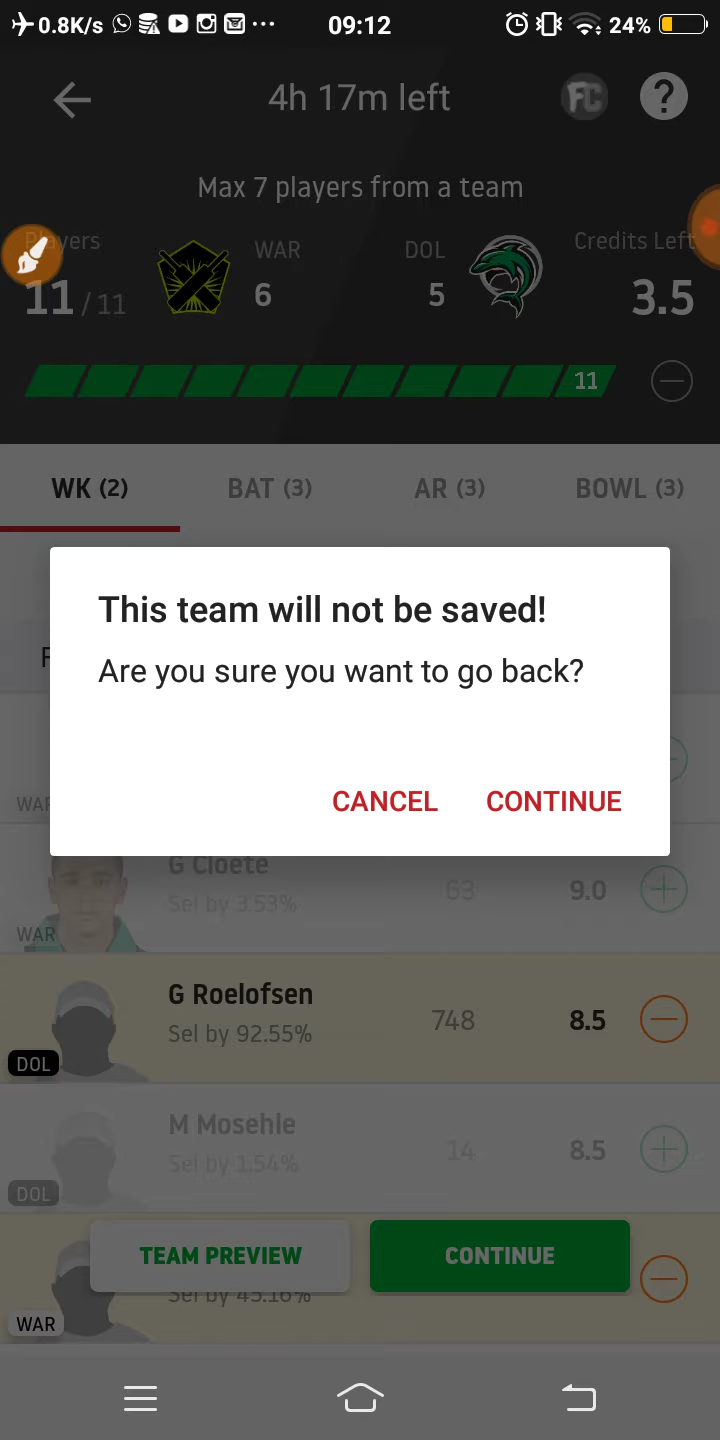 0.8K/s 09:12 24%
4h 17m left FC ?
Max 7 players from a team
Players WAR DOL Credits Left
11 / 11 6 5 3.5
11
WK (2) BAT (3) AR (3) BOWL (3)
This team will not be saved!
Are you sure you want to go back?
CANCEL CONTINUE
G Cloete
Sel by 3.53% 63 9.0
WAR
G Roelofsen
Sel by 92.55% 748 8.5
DOL
M Mosehle
Sel by 1.54% 14 8.5
DOL
TEAM PREVIEW CONTINUE
Sel by 45.16%
WAR